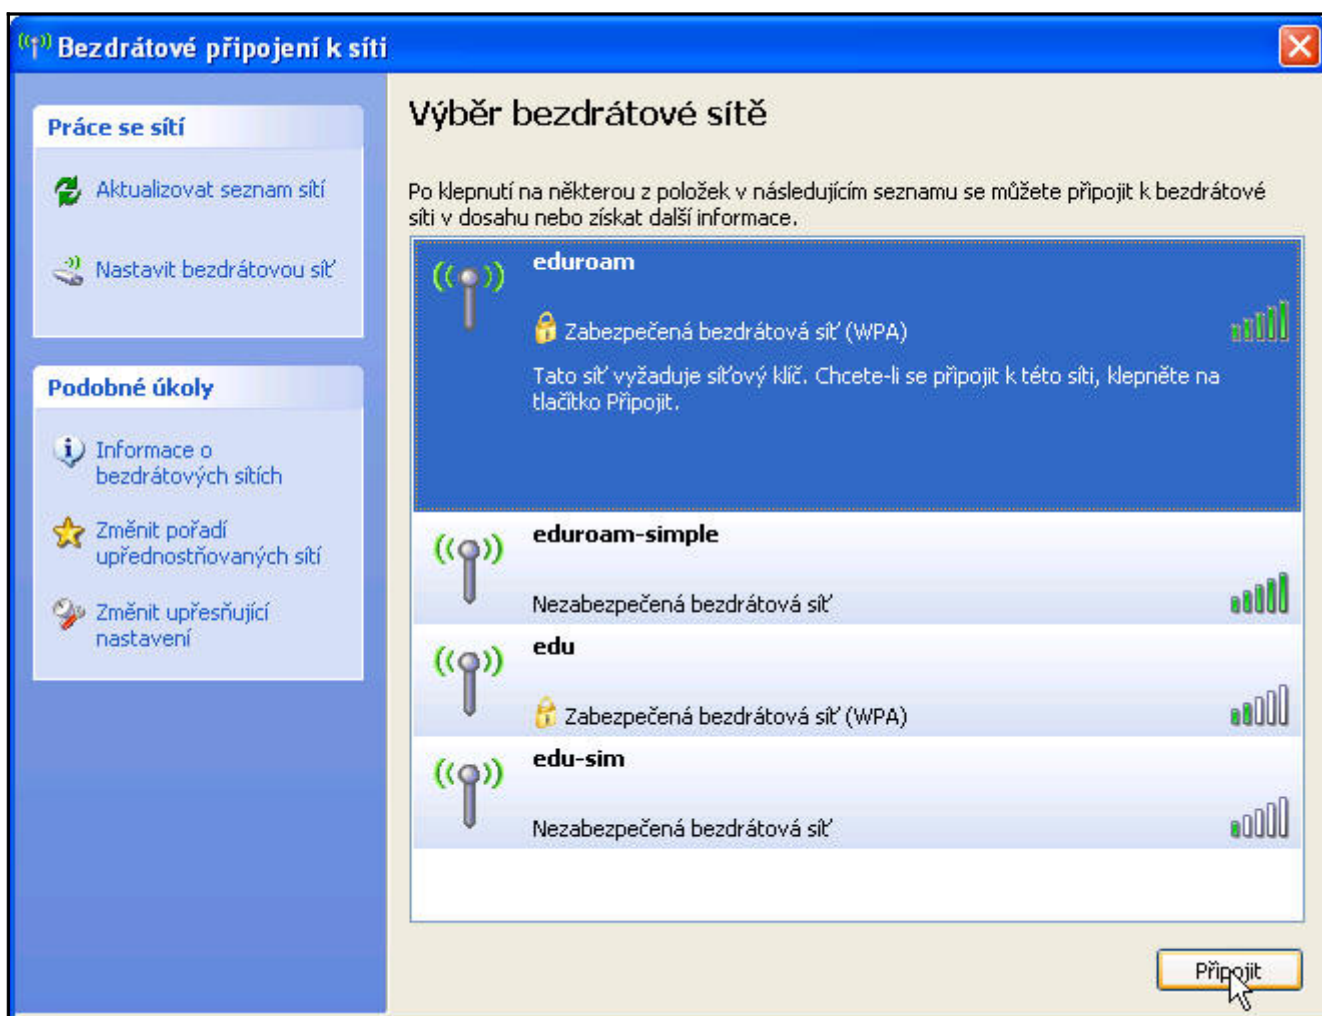 Bezdrátové připojení k síti
Práce se sítí
Aktualizovat seznam sítí
Nastavit bezdrátovou síť
Podobné úkoly
Informace o
bezdrátových sítích
Změnit pořadí
upřednostňovaných sítí
Změnit upřesňující
nastavení
Výběr bezdrátové sítě
Po klepnutí na některou z položek v následujícím seznamu se můžete připojit k bezdrátové
síti v dosahu nebo získat další informace.
eduroam
Zabezpečená bezdrátová síť (WPA)
Tato síť vyžaduje síťový klíč. Chcete-li se připojit k této síti, klepněte na
tlačítko Připojit.
eduroam-simple
Nezabezpečená bezdrátová síť
edu
Zabezpečená bezdrátová síť (WPA)
edu-sim
Nezabezpečená bezdrátová síť
Připojit